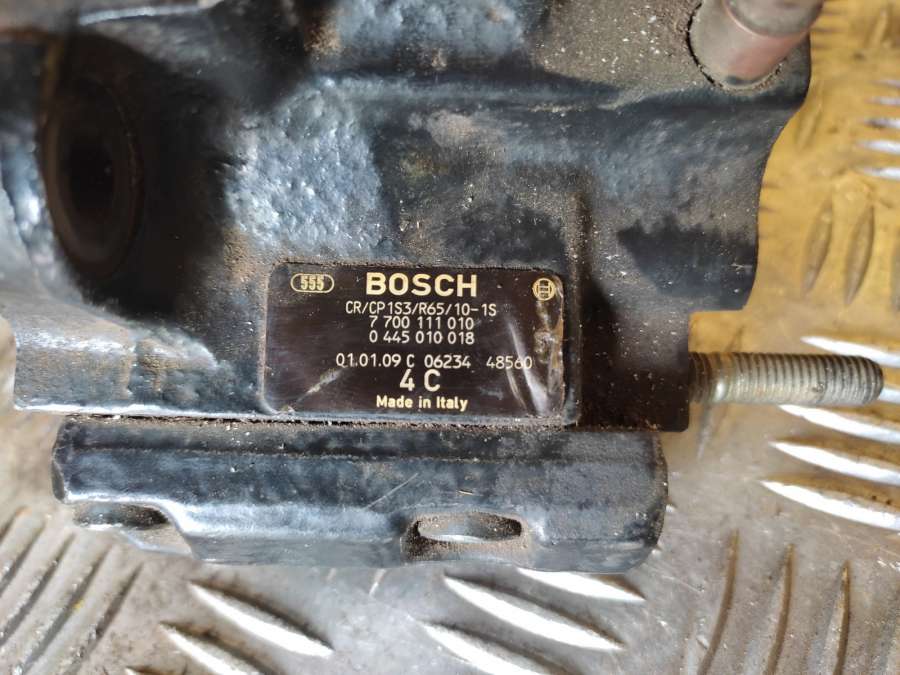 555 BOSCH
CR/CP1S3/R65/10-1S
7 700 111 010
0 445 010 018
01.01.09 C 06234 48560
4 C
Made in Italy